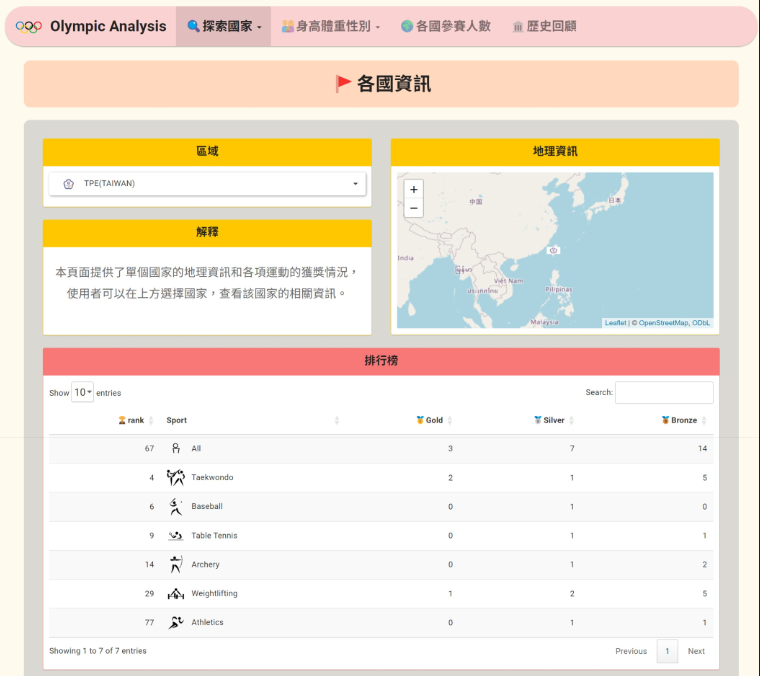 Olympic Analysis 探索國家 身高體重性別 各國參賽人數 歷史回顧
各國資訊
區域
TPE(TAIWAN)
解釋
本頁面提供了單個國家的地理資訊和各項運動的獲獎情況，
使用者可以在上方選擇國家，查看該國家的相關資訊。
地理資訊
+
−
中国
日本
India
Việt Nam
ประเทศไทย
Pilipinas
Malaysia
Leaflet | © OpenStreetMap, ODbL
排行榜
Show 10 entries Search:
rank Sport Gold Silver Bronze
67 All 3 7 14
4 Taekwondo 2 1 5
6 Baseball 0 1 0
9 Table Tennis 0 1 1
14 Archery 0 1 2
29 Weightlifting 1 2 5
77 Athletics 0 1 1
Showing 1 to 7 of 7 entries Previous 1 Next